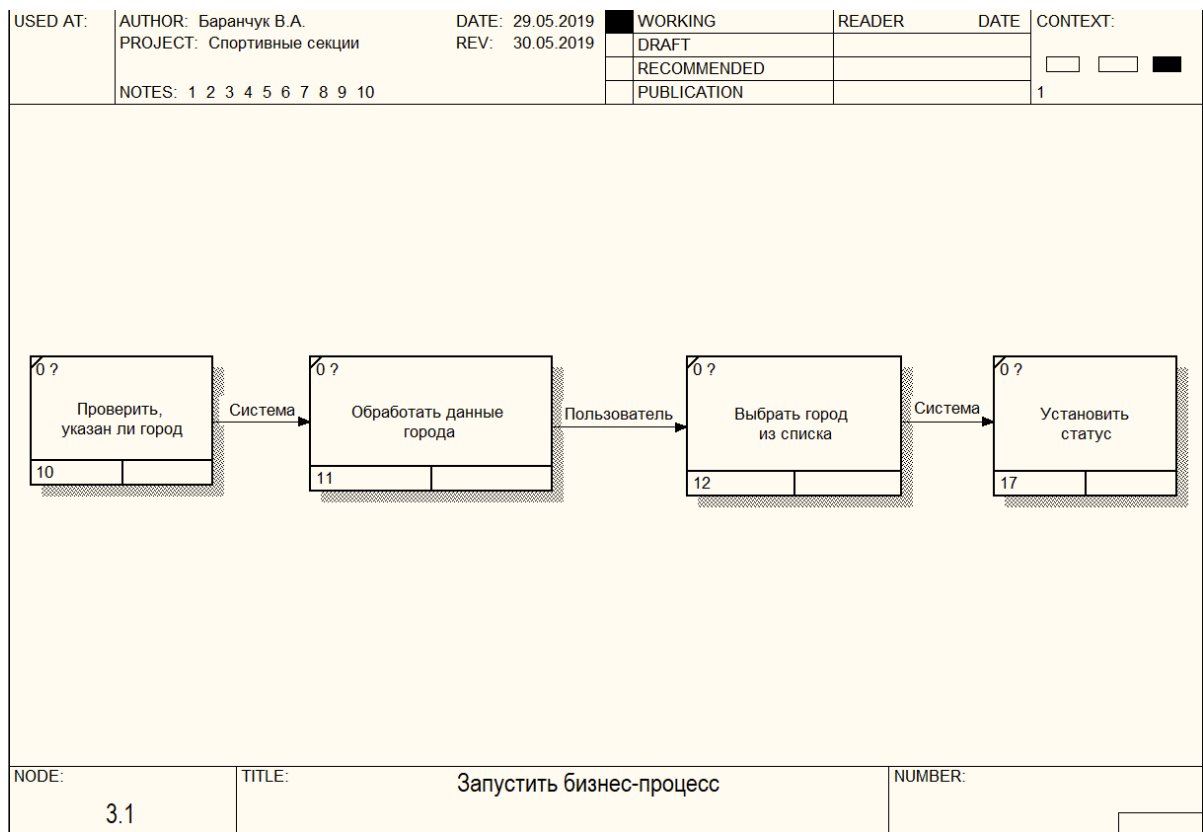 USED AT:
AUTHOR: Баранчук В.А.
DATE: 29.05.2019
PROJECT: Спортивные секции
REV: 30.05.2019
NOTES: 1 2 3 4 5 6 7 8 9 10
WORKING
DRAFT
RECOMMENDED
PUBLICATION
READER DATE
CONTEXT:
1
0 ?
Проверить,
указан ли город
10
Система
0 ?
Обработать данные
города
11
Пользователь
0 ?
Выбрать город
из списка
12
Система
0 ?
Установить
статус
17
NODE:
3.1
TITLE:
Запустить бизнес-процесс
NUMBER: